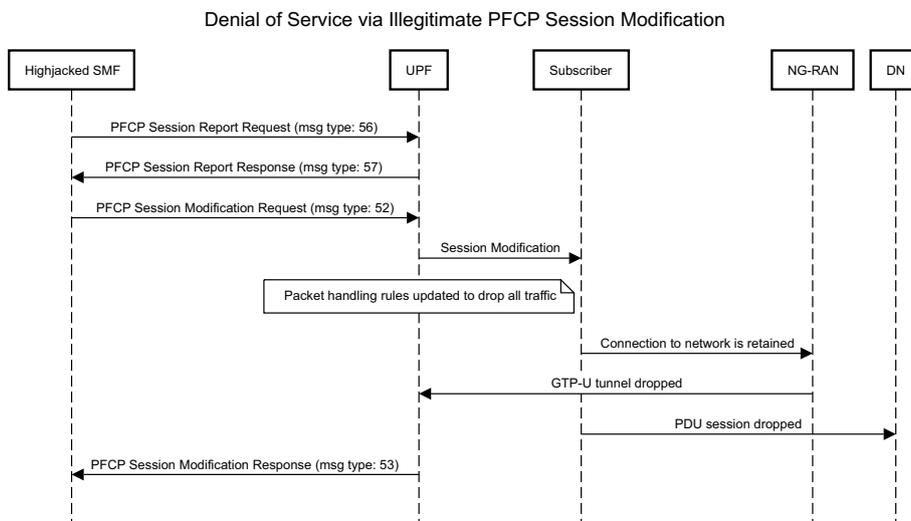 Denial of Service via Illegitimate PFCP Session Modification
Highjacked SMF
UPF
Subscriber
NG-RAN
DN
PFCP Session Report Request (msg type: 56)
PFCP Session Report Response (msg type: 57)
PFCP Session Modification Request (msg type: 52)
Session Modification
Packet handling rules updated to drop all traffic
Connection to network is retained
GTP-U tunnel dropped
PDU session dropped
PFCP Session Modification Response (msg type: 53)